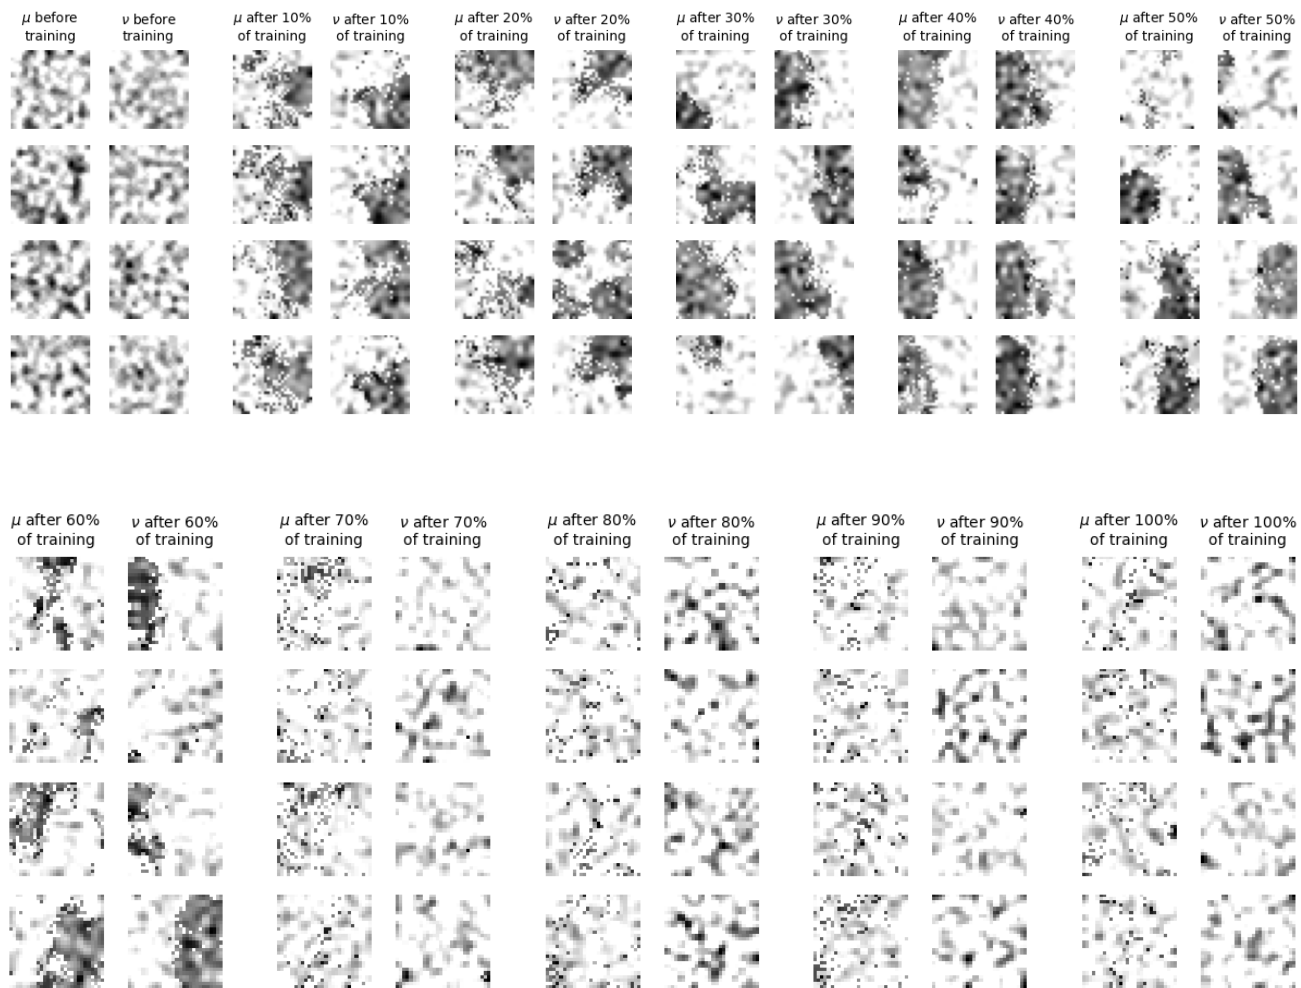 μ before training
ν before training
μ after 10% of training
ν after 10% of training
μ after 20% of training
ν after 20% of training
μ after 30% of training
ν after 30% of training
μ after 40% of training
ν after 40% of training
μ after 50% of training
ν after 50% of training
μ after 60% of training
ν after 60% of training
μ after 70% of training
ν after 70% of training
μ after 80% of training
ν after 80% of training
μ after 90% of training
ν after 90% of training
μ after 100% of training
ν after 100% of training